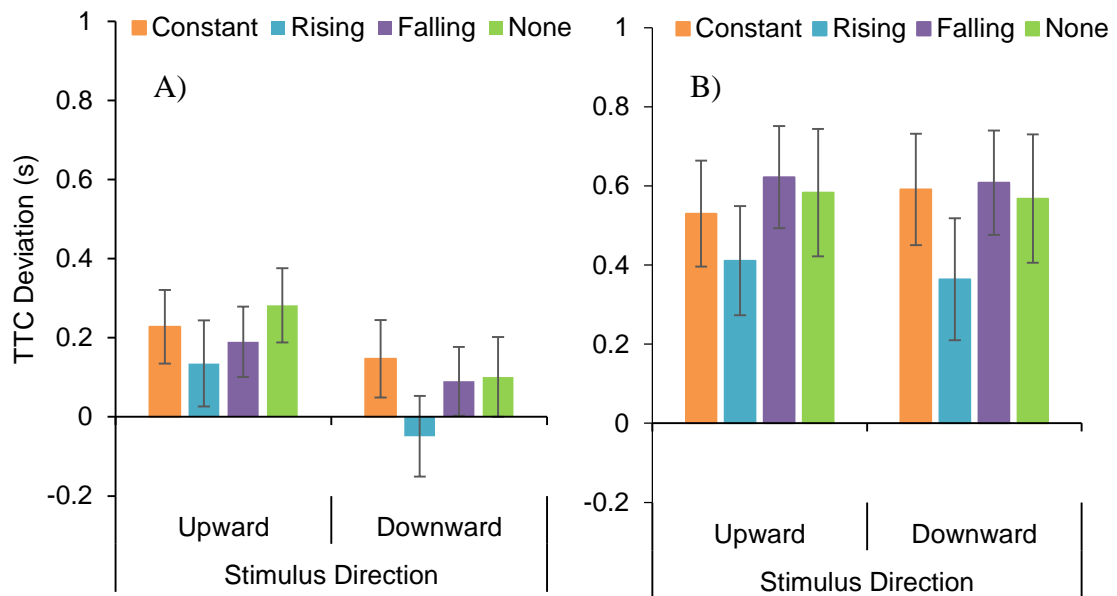 Constant Rising Falling None
A)
1
0.8
0.6
0.4
0.2
0
-0.2
TTC Deviation (s)
Upward Downward
Stimulus Direction
Constant Rising Falling None
B)
1
0.8
0.6
0.4
0.2
0
-0.2
Upward Downward
Stimulus Direction